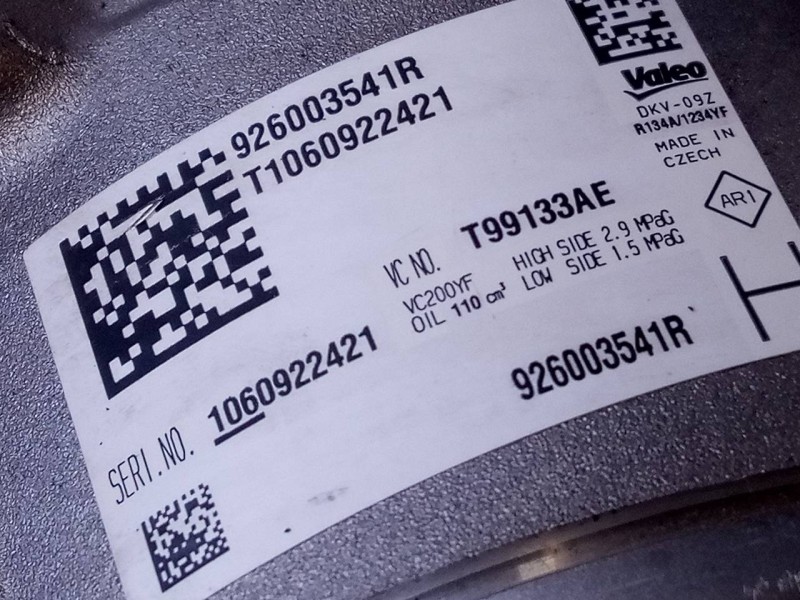 926003541R
T1060922421
Valeo
DKV-09Z
R134A/1234YF
MADE IN
CZECH
AR1
VC NO. T99133AE
VC200YF HIGH SIDE 2.9 MPaG
OIL 110 cm³ LOW SIDE 1.5 MPaG
SERI.NO. 1060922421
926003541R
H